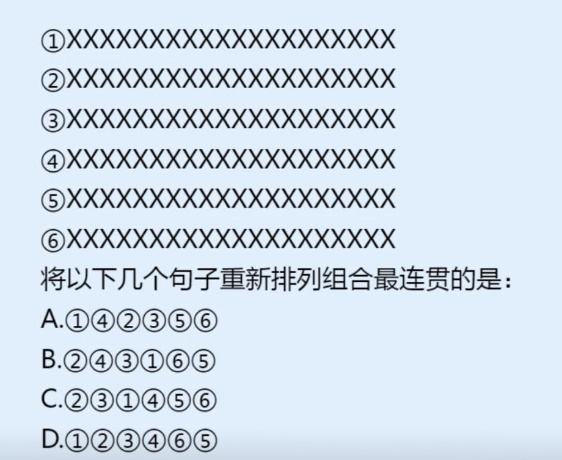 ①XXXXXXXXXXXXXXXXXXXX
②XXXXXXXXXXXXXXXXXXXX
③XXXXXXXXXXXXXXXXXXXX
④XXXXXXXXXXXXXXXXXXXX
⑤XXXXXXXXXXXXXXXXXXXX
⑥XXXXXXXXXXXXXXXXXXXX
将以下几个句子重新排列组合最连贯的是：
A.①④②③⑤⑥
B.②④③①⑥⑤
C.②③①④⑤⑥
D.①②③④⑥⑤